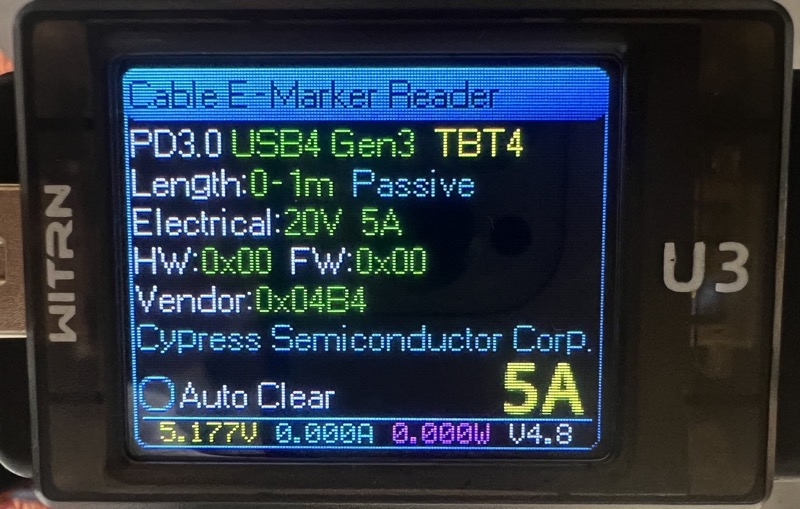 Cable E-Marker Reader
PD3.0 USB4 Gen3 TBT4
Length:0-1m Passive
Electrical:20V 5A
HW:0x00 FW:0x00
Vendor:0x04B4
Cypress Semiconductor Corp.
Auto Clear 5A
5.177V 0.000A 0.000W V4.8
WITRN
U3